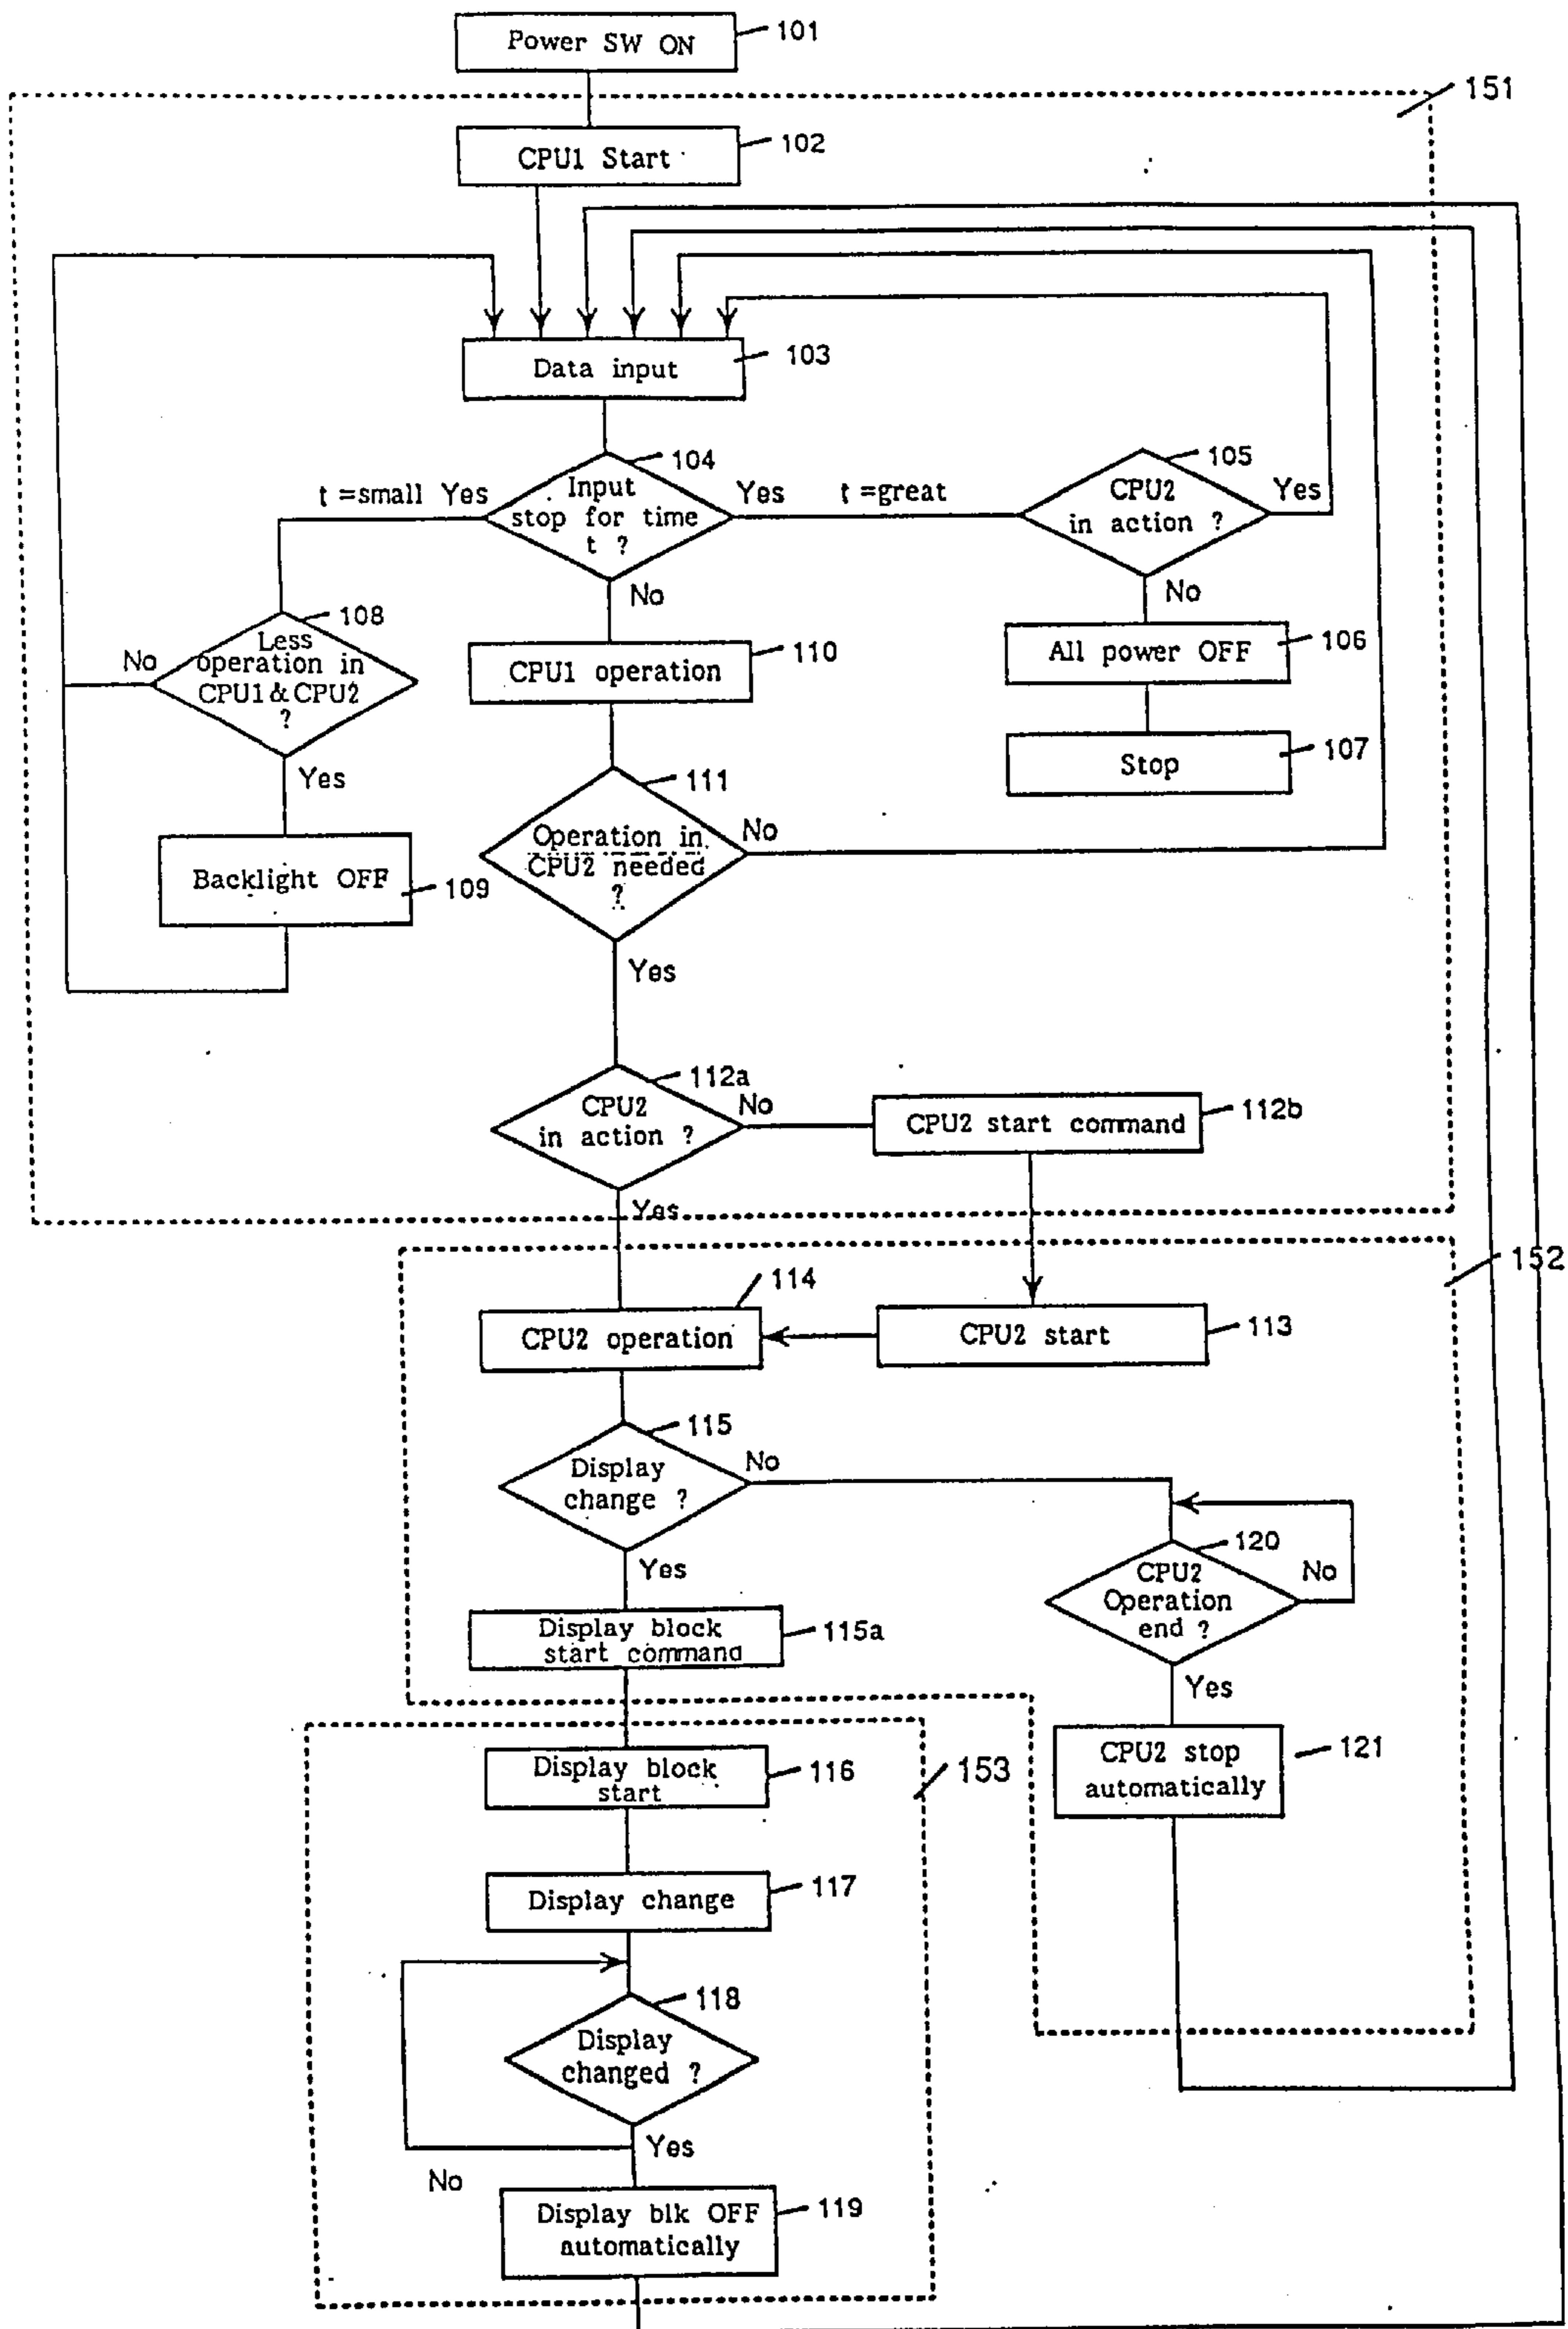 Power SW ON
101
151
CPU1 Start
102
Data input
103
104
Input
stop for time
t ?
t =small Yes
Yes
t =great
No
105
CPU2
in action ?
Yes
No
All power OFF
106
Stop
107
108
Less
operation in
CPU1 & CPU2
?
No
Yes
Backlight OFF
109
CPU1 operation
110
111
Operation in
CPU2 needed
?
No
Yes
112a
CPU2
in action ?
No
Yes
CPU2 start command
112b
152
114
CPU2 operation
CPU2 start
113
115
Display
change ?
No
Yes
Display block
start command
115a
120
CPU2
Operation
end ?
No
Yes
CPU2 stop
automatically
121
153
Display block
start
116
Display change
117
118
Display
changed ?
Yes
No
Display blk OFF
automatically
119